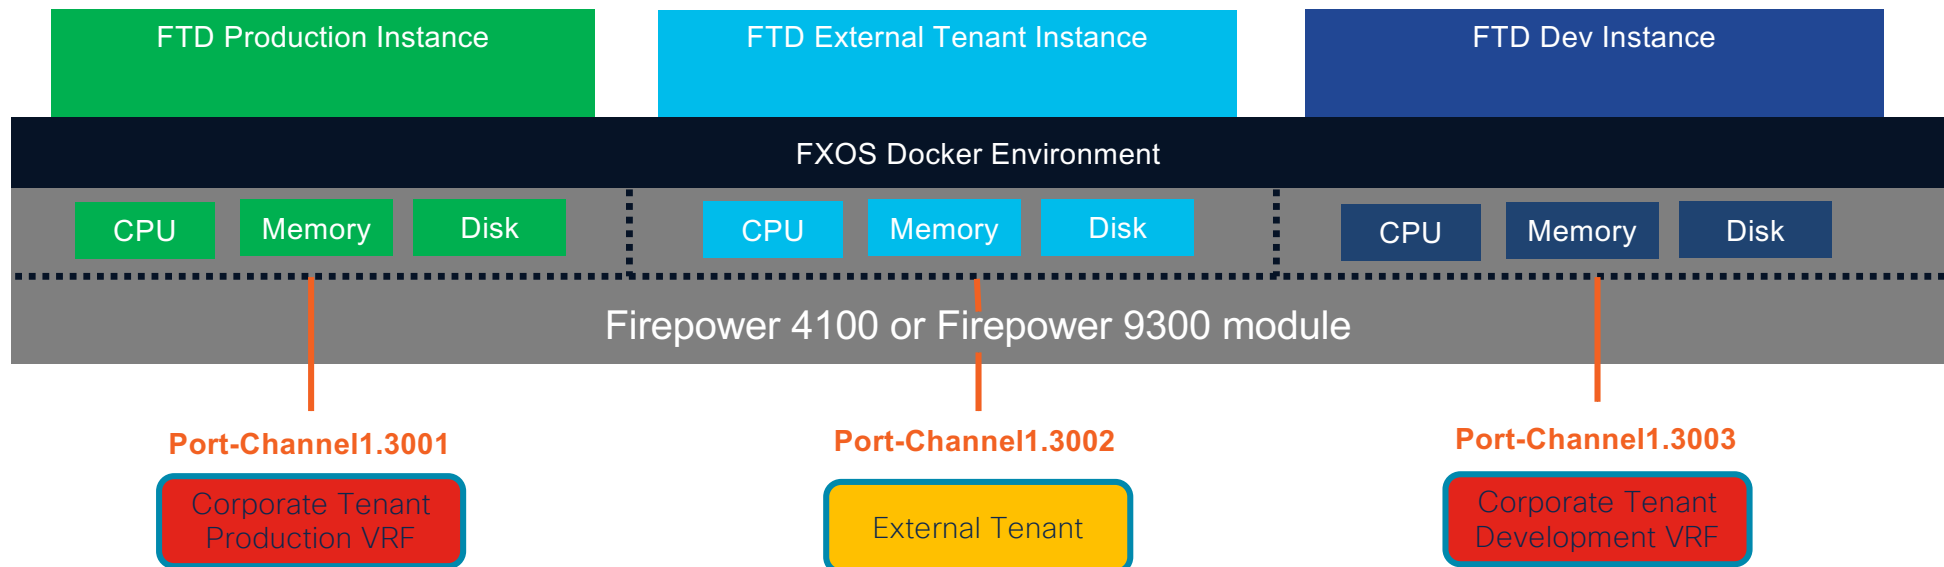 FTD Production Instance
FTD External Tenant Instance
FTD Dev Instance
FXOS Docker Environment
CPU
Memory
Disk
CPU
Memory
Disk
CPU
Memory
Disk
Firepower 4100 or Firepower 9300 module
Port-Channel1.3001
Port-Channel1.3002
Port-Channel1.3003
Corporate Tenant
Production VRF
External Tenant
Corporate Tenant
Development VRF